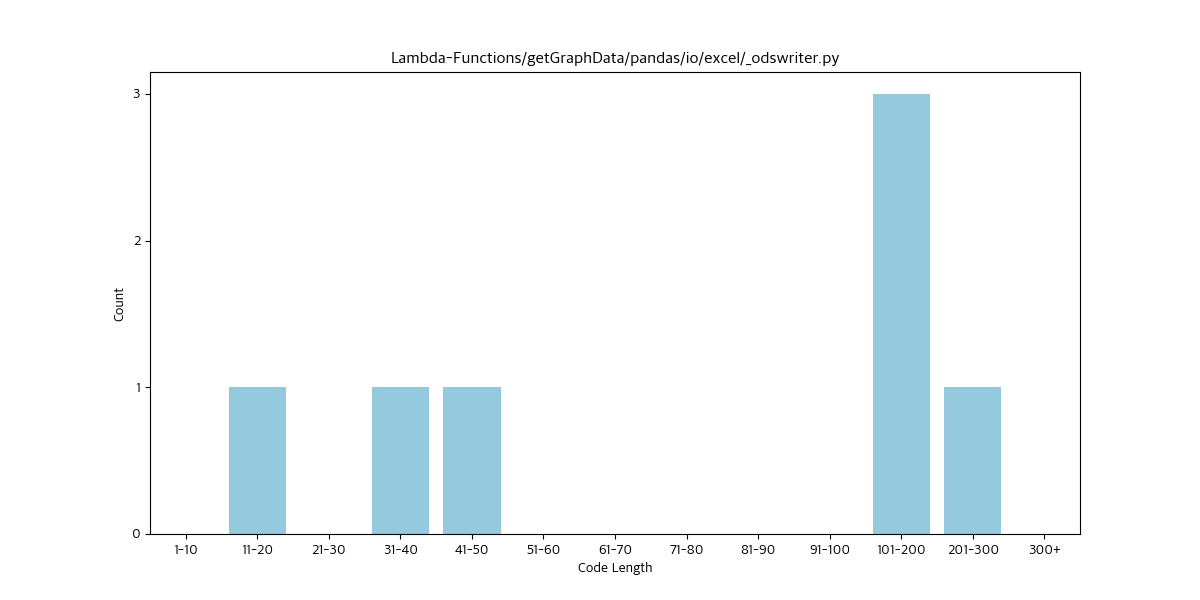 Lambda-Functions/getGraphData/pandas/io/excel/_odswriter.py
3
2
1
0
Count
1-10 11-20 21-30 31-40 41-50 51-60 61-70 71-80 81-90 91-100 101-200 201-300 300+
Code Length